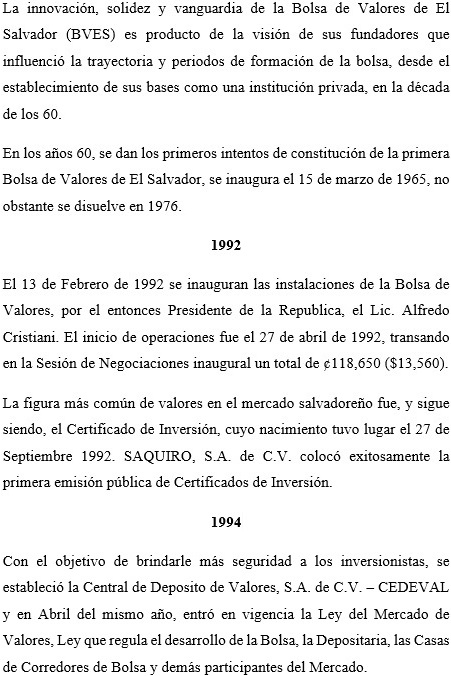 La innovación, solidez y vanguardia de la Bolsa de Valores de El
Salvador (BVES) es producto de la visión de sus fundadores que
influenció la trayectoria y periodos de formación de la bolsa, desde el
establecimiento de sus bases como una institución privada, en la década
de los 60.
En los años 60, se dan los primeros intentos de constitución de la primera
Bolsa de Valores de El Salvador, se inaugura el 15 de marzo de 1965, no
obstante se disuelve en 1976.
1992
El 13 de Febrero de 1992 se inauguran las instalaciones de la Bolsa de
Valores, por el entonces Presidente de la Republica, el Lic. Alfredo
Cristiani. El inicio de operaciones fue el 27 de abril de 1992, transando
en la Sesión de Negociaciones inaugural un total de ¢118,650 ($13,560).
La figura más común de valores en el mercado salvadoreño fue, y sigue
siendo, el Certificado de Inversión, cuyo nacimiento tuvo lugar el 27 de
Septiembre 1992. SAQUIRO, S.A. de C.V. colocó exitosamente la
primera emisión pública de Certificados de Inversión.
1994
Con el objetivo de brindarle más seguridad a los inversionistas, se
estableció la Central de Deposito de Valores, S.A. de C.V. – CEDEVAL
y en Abril del mismo año, entró en vigencia la Ley del Mercado de
Valores, Ley que regula el desarrollo de la Bolsa, la Depositaria, las Casas
de Corredores de Bolsa y demás participantes del Mercado.